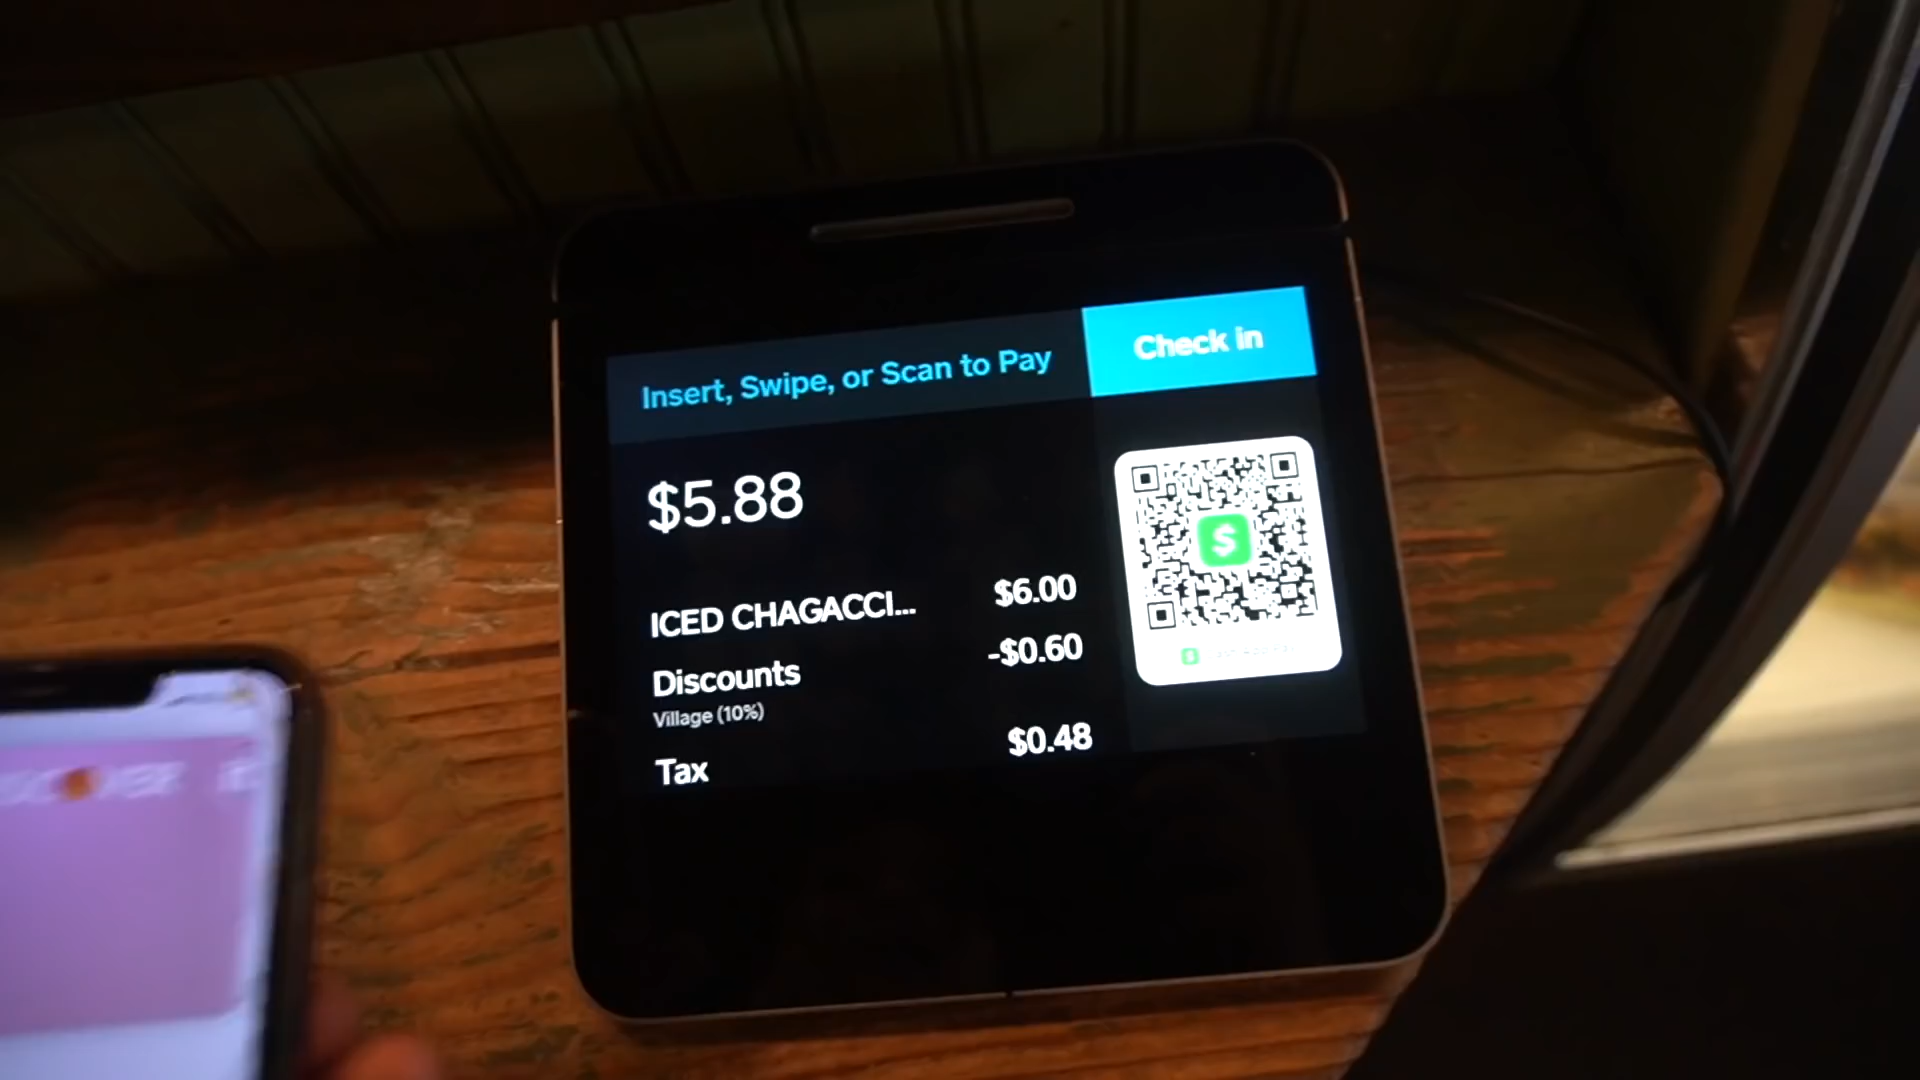 Insert, Swipe, or Scan to Pay
Check in
$5.88
ICED CHAGACCI... $6.00
Discounts -$0.60
Village (10%)
Tax $0.48
$